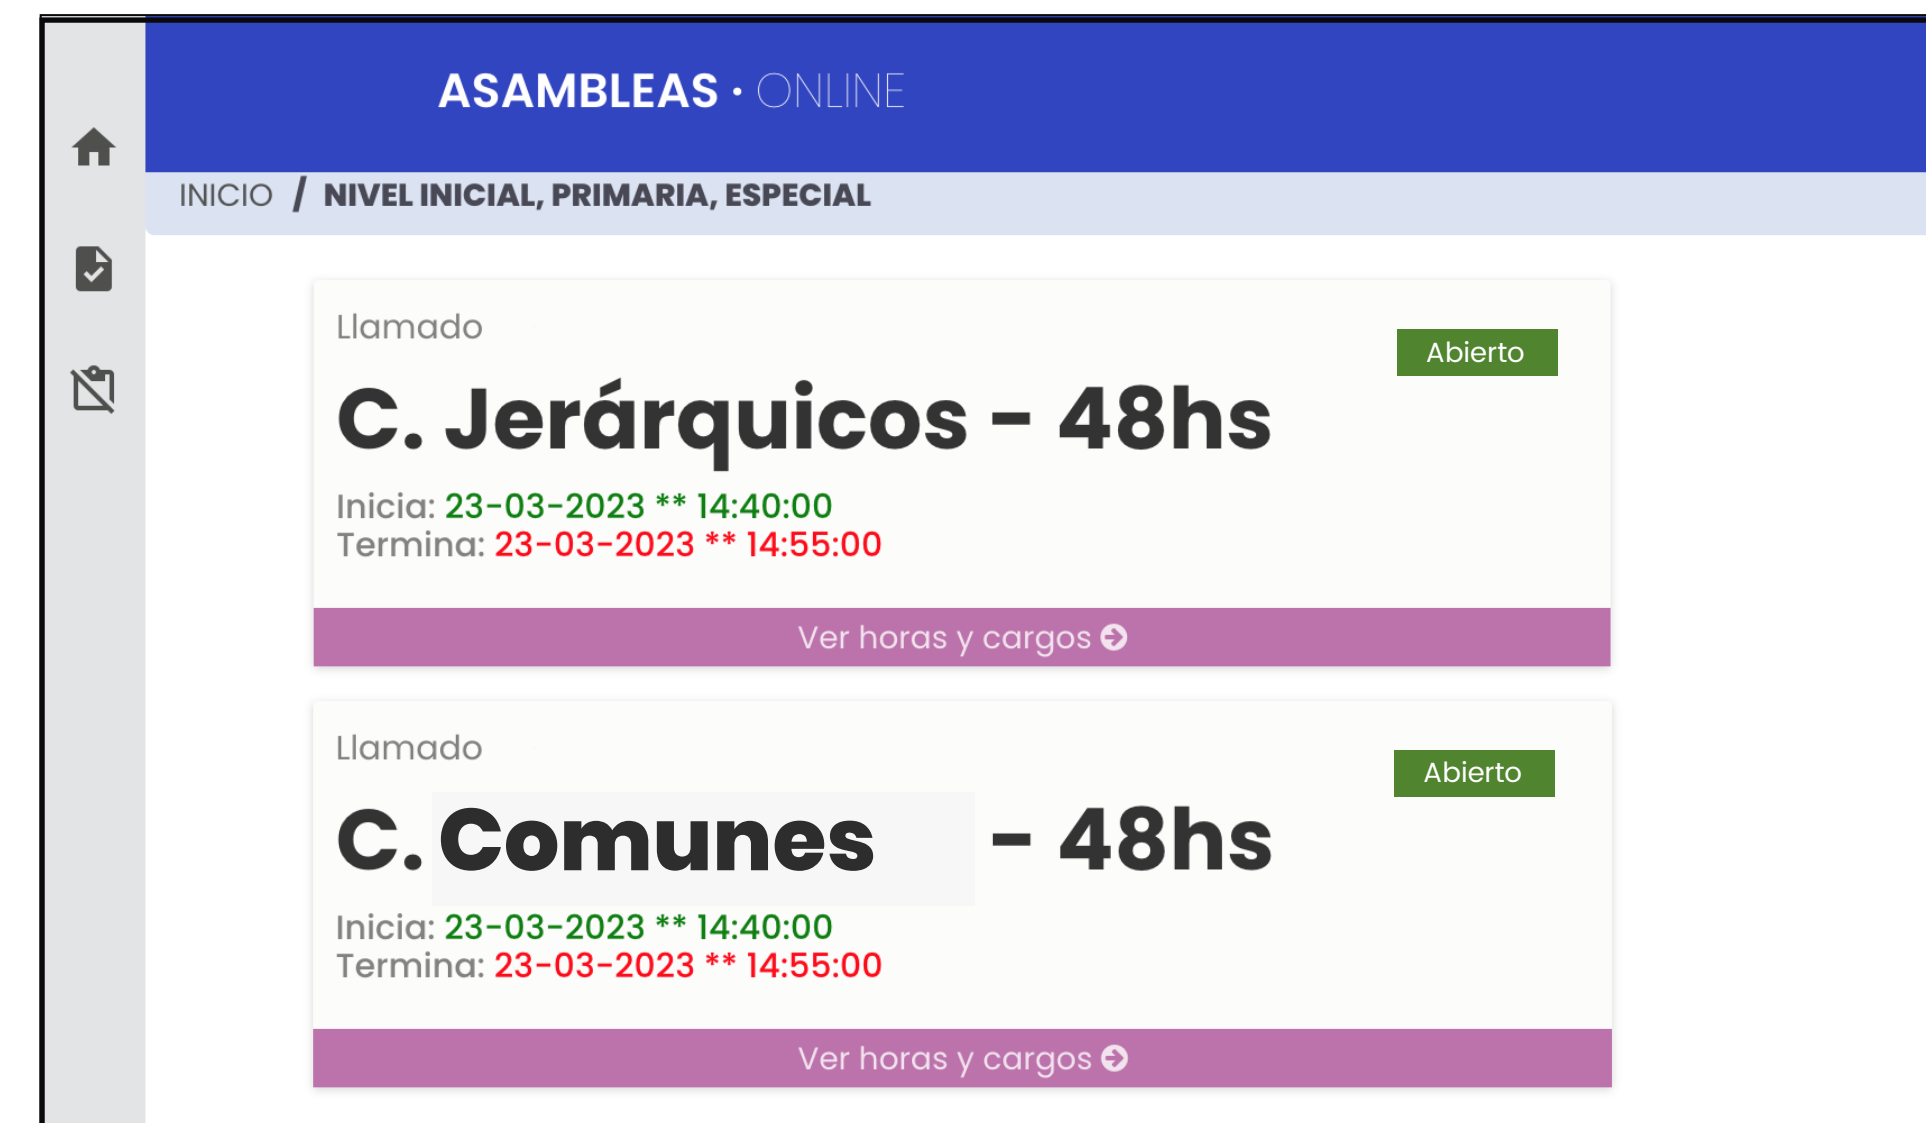 ASAMBLEAS · ONLINE
INICIO / NIVEL INICIAL, PRIMARIA, ESPECIAL
Llamado
Abierto
C. Jerárquicos - 48hs
Inicia: 23-03-2023 ** 14:40:00
Termina: 23-03-2023 ** 14:55:00
Ver horas y cargos
Llamado
Abierto
C. Comunes - 48hs
Inicia: 23-03-2023 ** 14:40:00
Termina: 23-03-2023 ** 14:55:00
Ver horas y cargos